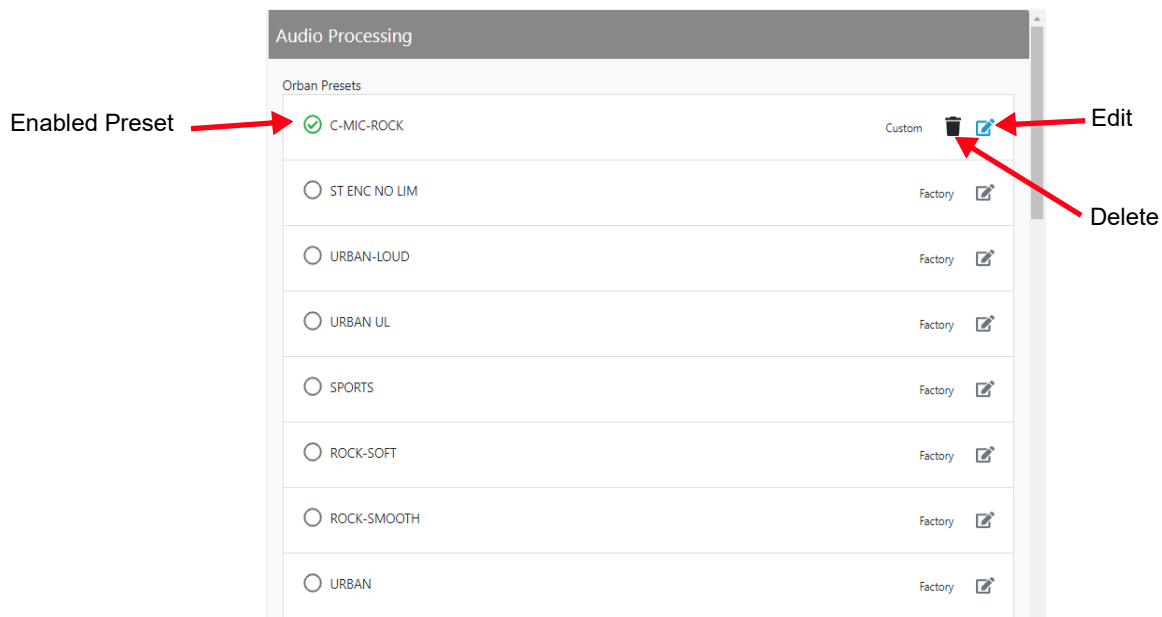 Audio Processing
Orban Presets
Enabled Preset
C-MIC-ROCK
Custom
Edit
ST ENC NO LIM
Factory
Delete
URBAN-LOUD
Factory
URBAN UL
Factory
SPORTS
Factory
ROCK-SOFT
Factory
ROCK-SMOOTH
Factory
URBAN
Factory